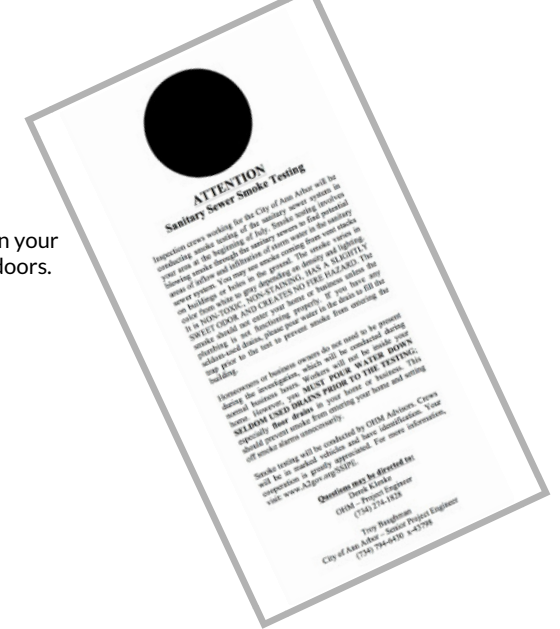 n your
doors.
ATTENTION
Sanitary Sewer Smoke Testing
Inspection crews working for the City of Ann Arbor will be
conducting smoke testing of the sanitary sewer system in
your area at the beginning of July. Smoke testing involves
blowing smoke through the sanitary sewers to find potential
areas of inflow and infiltration of storm water in the sanitary
sewer system. You may see smoke coming from vent stacks
on buildings or holes in the ground. The smoke varies in
color from white to gray depending on density and lighting.
It is NON-TOXIC, NON-STAINING, HAS A SLIGHTLY
SWEET ODOR AND CREATES NO FIRE HAZARD. The
smoke should not enter your home or business unless the
plumbing is not functioning properly. If you have any
seldom-used drains, please pour water in the drain to fill the
trap prior to the test to prevent smoke from entering the
building.
Homeowners or business owners do not need to be present
during the investigation, which will be conducted during
normal business hours. Workers will not be inside your
home. However, you MUST POUR WATER DOWN
SELDOM USED DRAINS PRIOR TO THE TESTING;
especially floor drains in your home or business. This
should prevent smoke from entering your home and setting
off smoke alarms unnecessarily.
Smoke testing will be conducted by OHM Advisors. Crews
will be in marked vehicles and have identification. Your
cooperation is greatly appreciated. For more information,
visit: www.A2gov.org/SSIPE.
Questions may be directed to:
Derek
OHM – Project Engineer
(734) 274-1828
Troy Baughman
City of Ann Arbor – Senior Project Engineer
(734) 794-6430 x-43798